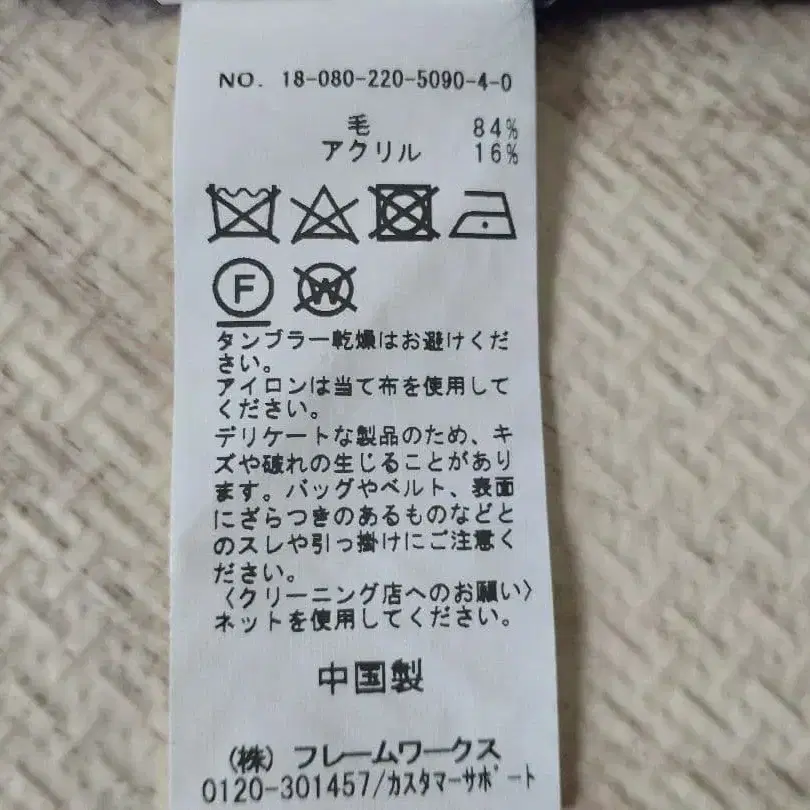 NO. 18-080-220-5090-4-0
毛 84%
アクリル 16%
F
W
タンブラー乾燥はお避けくだ
さい。
アイロンは当て布を使用して
ください。
デリケートな製品のため、キ
ズや破れの生じることがあり
ます。バッグやベルト、表面
にざらつきのあるものなどと
のスレや引っ掛けにご注意く
ださい。
〈クリーニング店へのお願い〉
ネットを使用してください。
中国製
(株) フレームワークス
0120-301457/カスタマーサポート